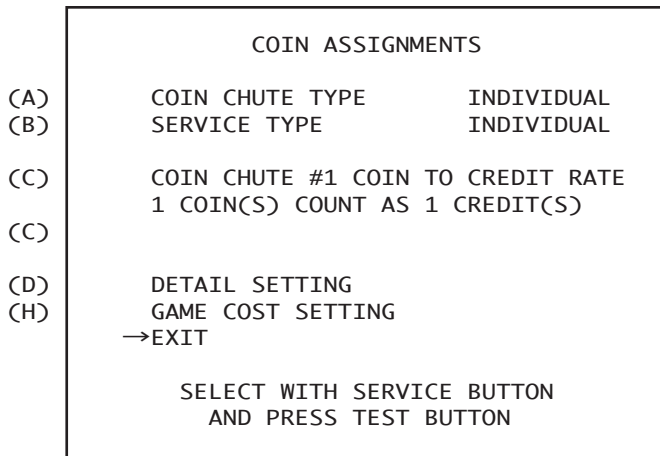 COIN ASSIGNMENTS
(A) COIN CHUTE TYPE INDIVIDUAL
(B) SERVICE TYPE INDIVIDUAL
(C) COIN CHUTE #1 COIN TO CREDIT RATE
1 COIN(S) COUNT AS 1 CREDIT(S)
(C)
(D) DETAIL SETTING
(H) GAME COST SETTING
→EXIT
SELECT WITH SERVICE BUTTON
AND PRESS TEST BUTTON